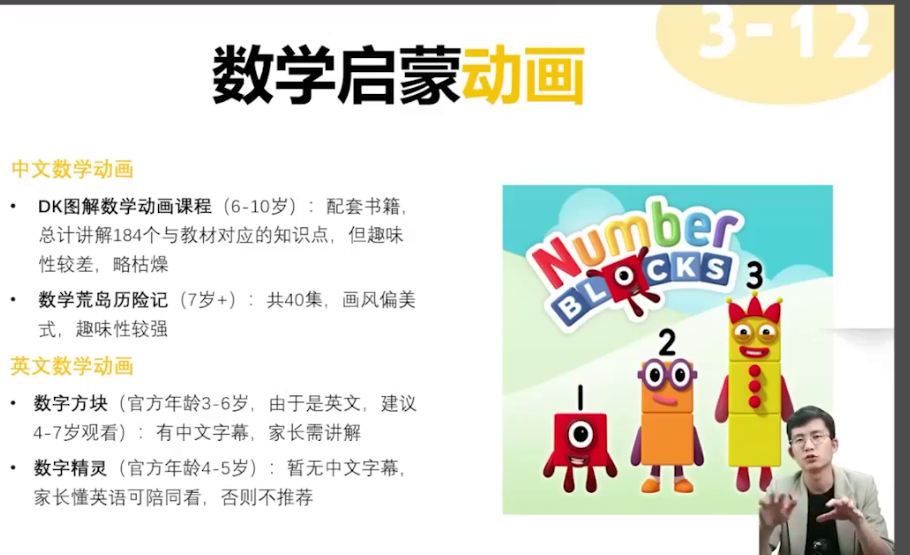 3-12
数学启蒙动画
中文数学动画
• DK图解数学动画课程（6-10岁）：配套书籍，
总计讲解184个与教材对应的知识点，但趣味
性较差，略枯燥
• 数学荒岛历险记（7岁+）：共40集，画风偏美
式，趣味性较强
英文数学动画
• 数字方块（官方年龄3-6岁，由于是英文，建议
4-7岁观看）：有中文字幕，家长需讲解
• 数字精灵（官方年龄4-5岁）：暂无中文字幕，
家长懂英语可陪同看，否则不推荐
Number
BLOCKS
1
2
3